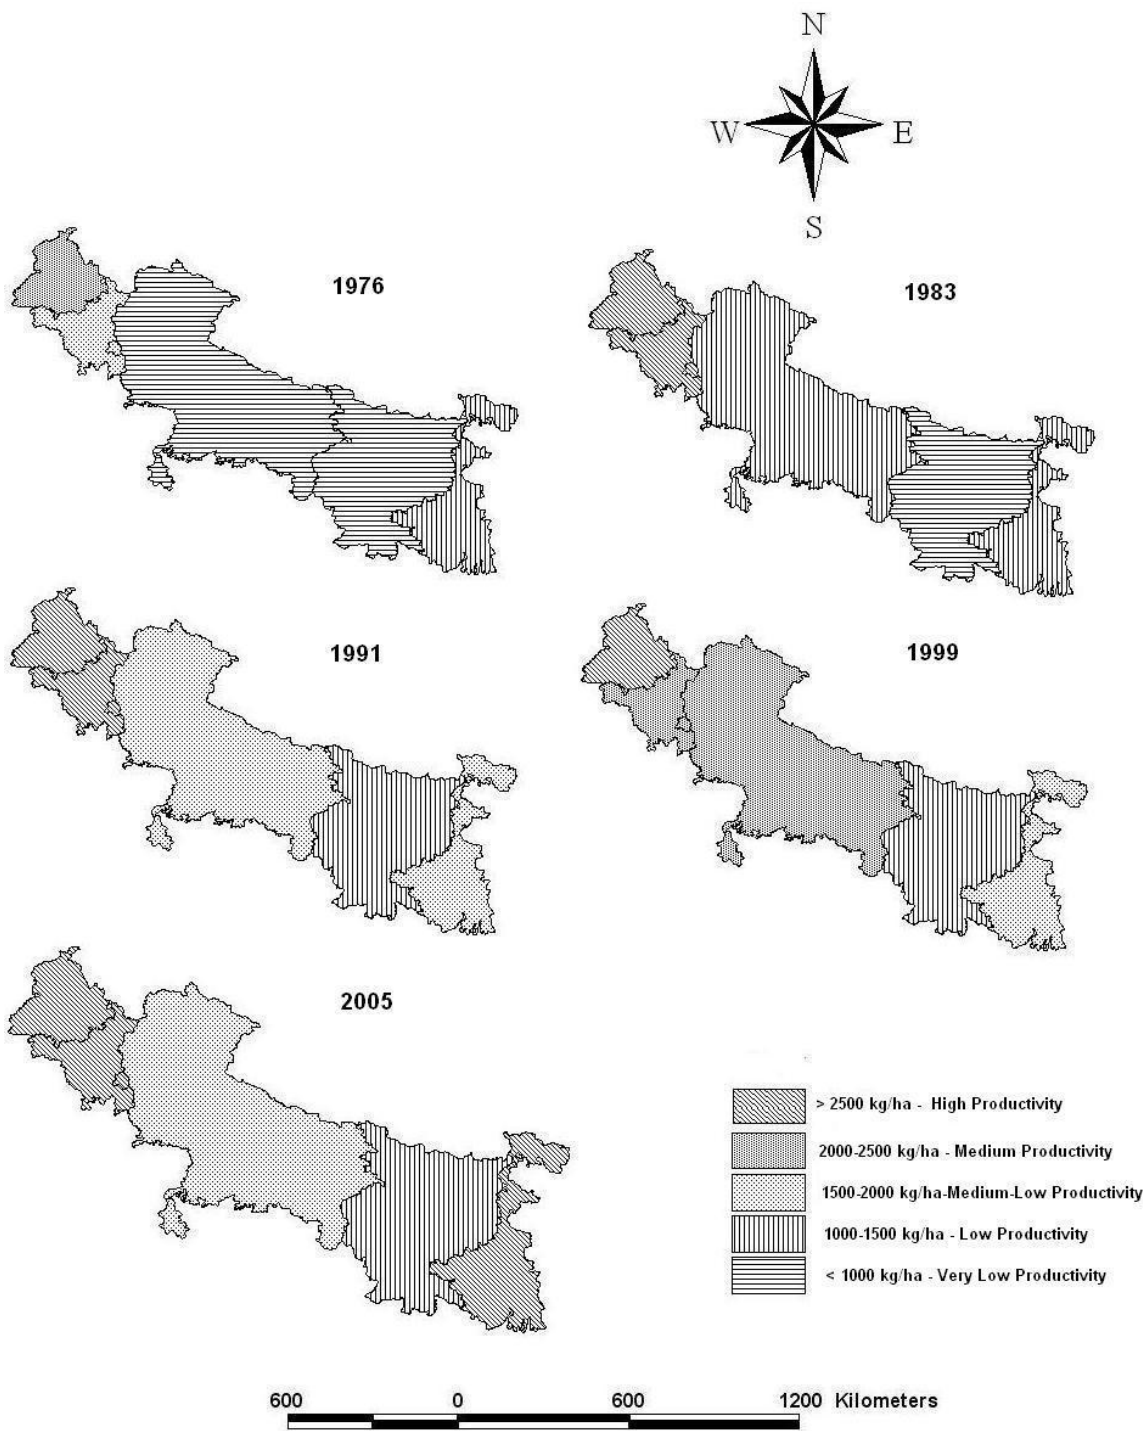 N
W E
S
1976
1983
1991
1999
2005
> 2500 kg/ha - High Productivity
2000-2500 kg/ha - Medium Productivity
1500-2000 kg/ha-Medium-Low Productivity
1000-1500 kg/ha - Low Productivity
< 1000 kg/ha - Very Low Productivity
600 0 600 1200 Kilometers